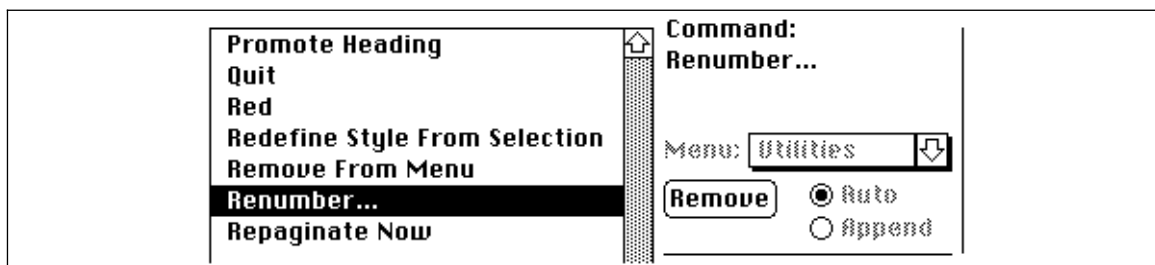 Promote Heading
Quit
Red
Redefine Style From Selection
Remove From Menu
Renumber...
Repaginate Now
Command:
Renumber...
Menu: Utilities
Remove
Auto
Append